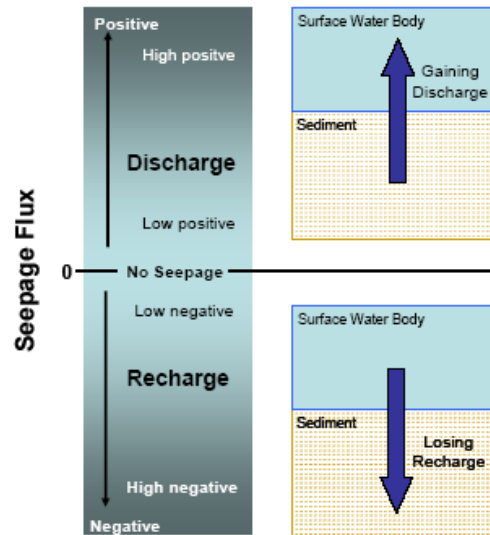 Seepage Flux
Positive
High positve
Discharge
Low positive
0
No Seepage
Low negative
Recharge
High negative
Negative
Surface Water Body
Gaining
Discharge
Sediment
Surface Water Body
Sediment
Losing
Recharge